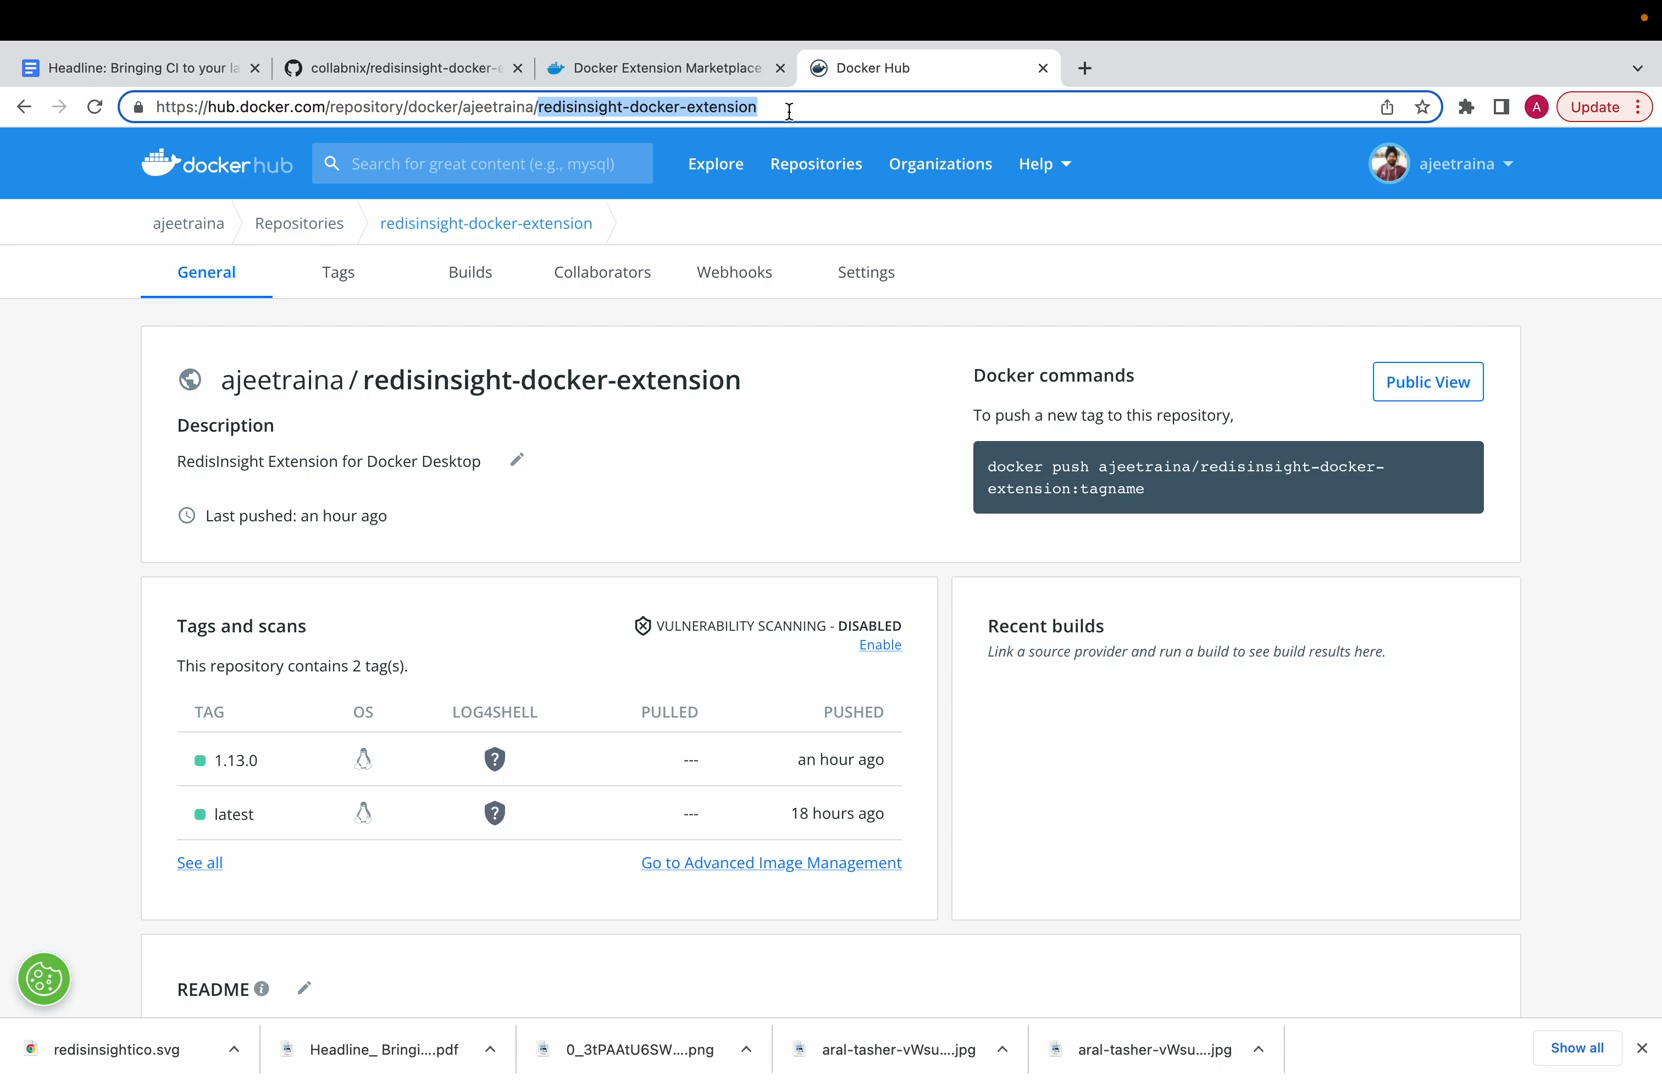 Headline: Bringing CI to your la
collabnix/redisinsight-docker-e
Docker Extension Marketplace
Docker Hub
https://hub.docker.com/repository/docker/ajeetraina/redisinsight-docker-extension
A
Update
dockerhub
Search for great content (e.g., mysql)
Explore
Repositories
Organizations
Help
ajeetraina
ajeetraina
Repositories
redisinsight-docker-extension
General
Tags
Builds
Collaborators
Webhooks
Settings
ajeetraina / redisinsight-docker-extension
Description
RedisInsight Extension for Docker Desktop
Last pushed: an hour ago
Docker commands
Public View
To push a new tag to this repository,
docker push ajeetraina/redisinsight-docker-
extension:tagname
Tags and scans
VULNERABILITY SCANNING - DISABLED
Enable
This repository contains 2 tag(s).
TAG OS LOG4SHELL PULLED PUSHED
1.13.0 ? --- an hour ago
latest ? --- 18 hours ago
See all
Go to Advanced Image Management
Recent builds
Link a source provider and run a build to see build results here.
README
redisinsightico.svg
Headline_ Bringi....pdf
0_3tPAAtU6SW....png
aral-tasher-vWsu....jpg
aral-tasher-vWsu....jpg
Show all